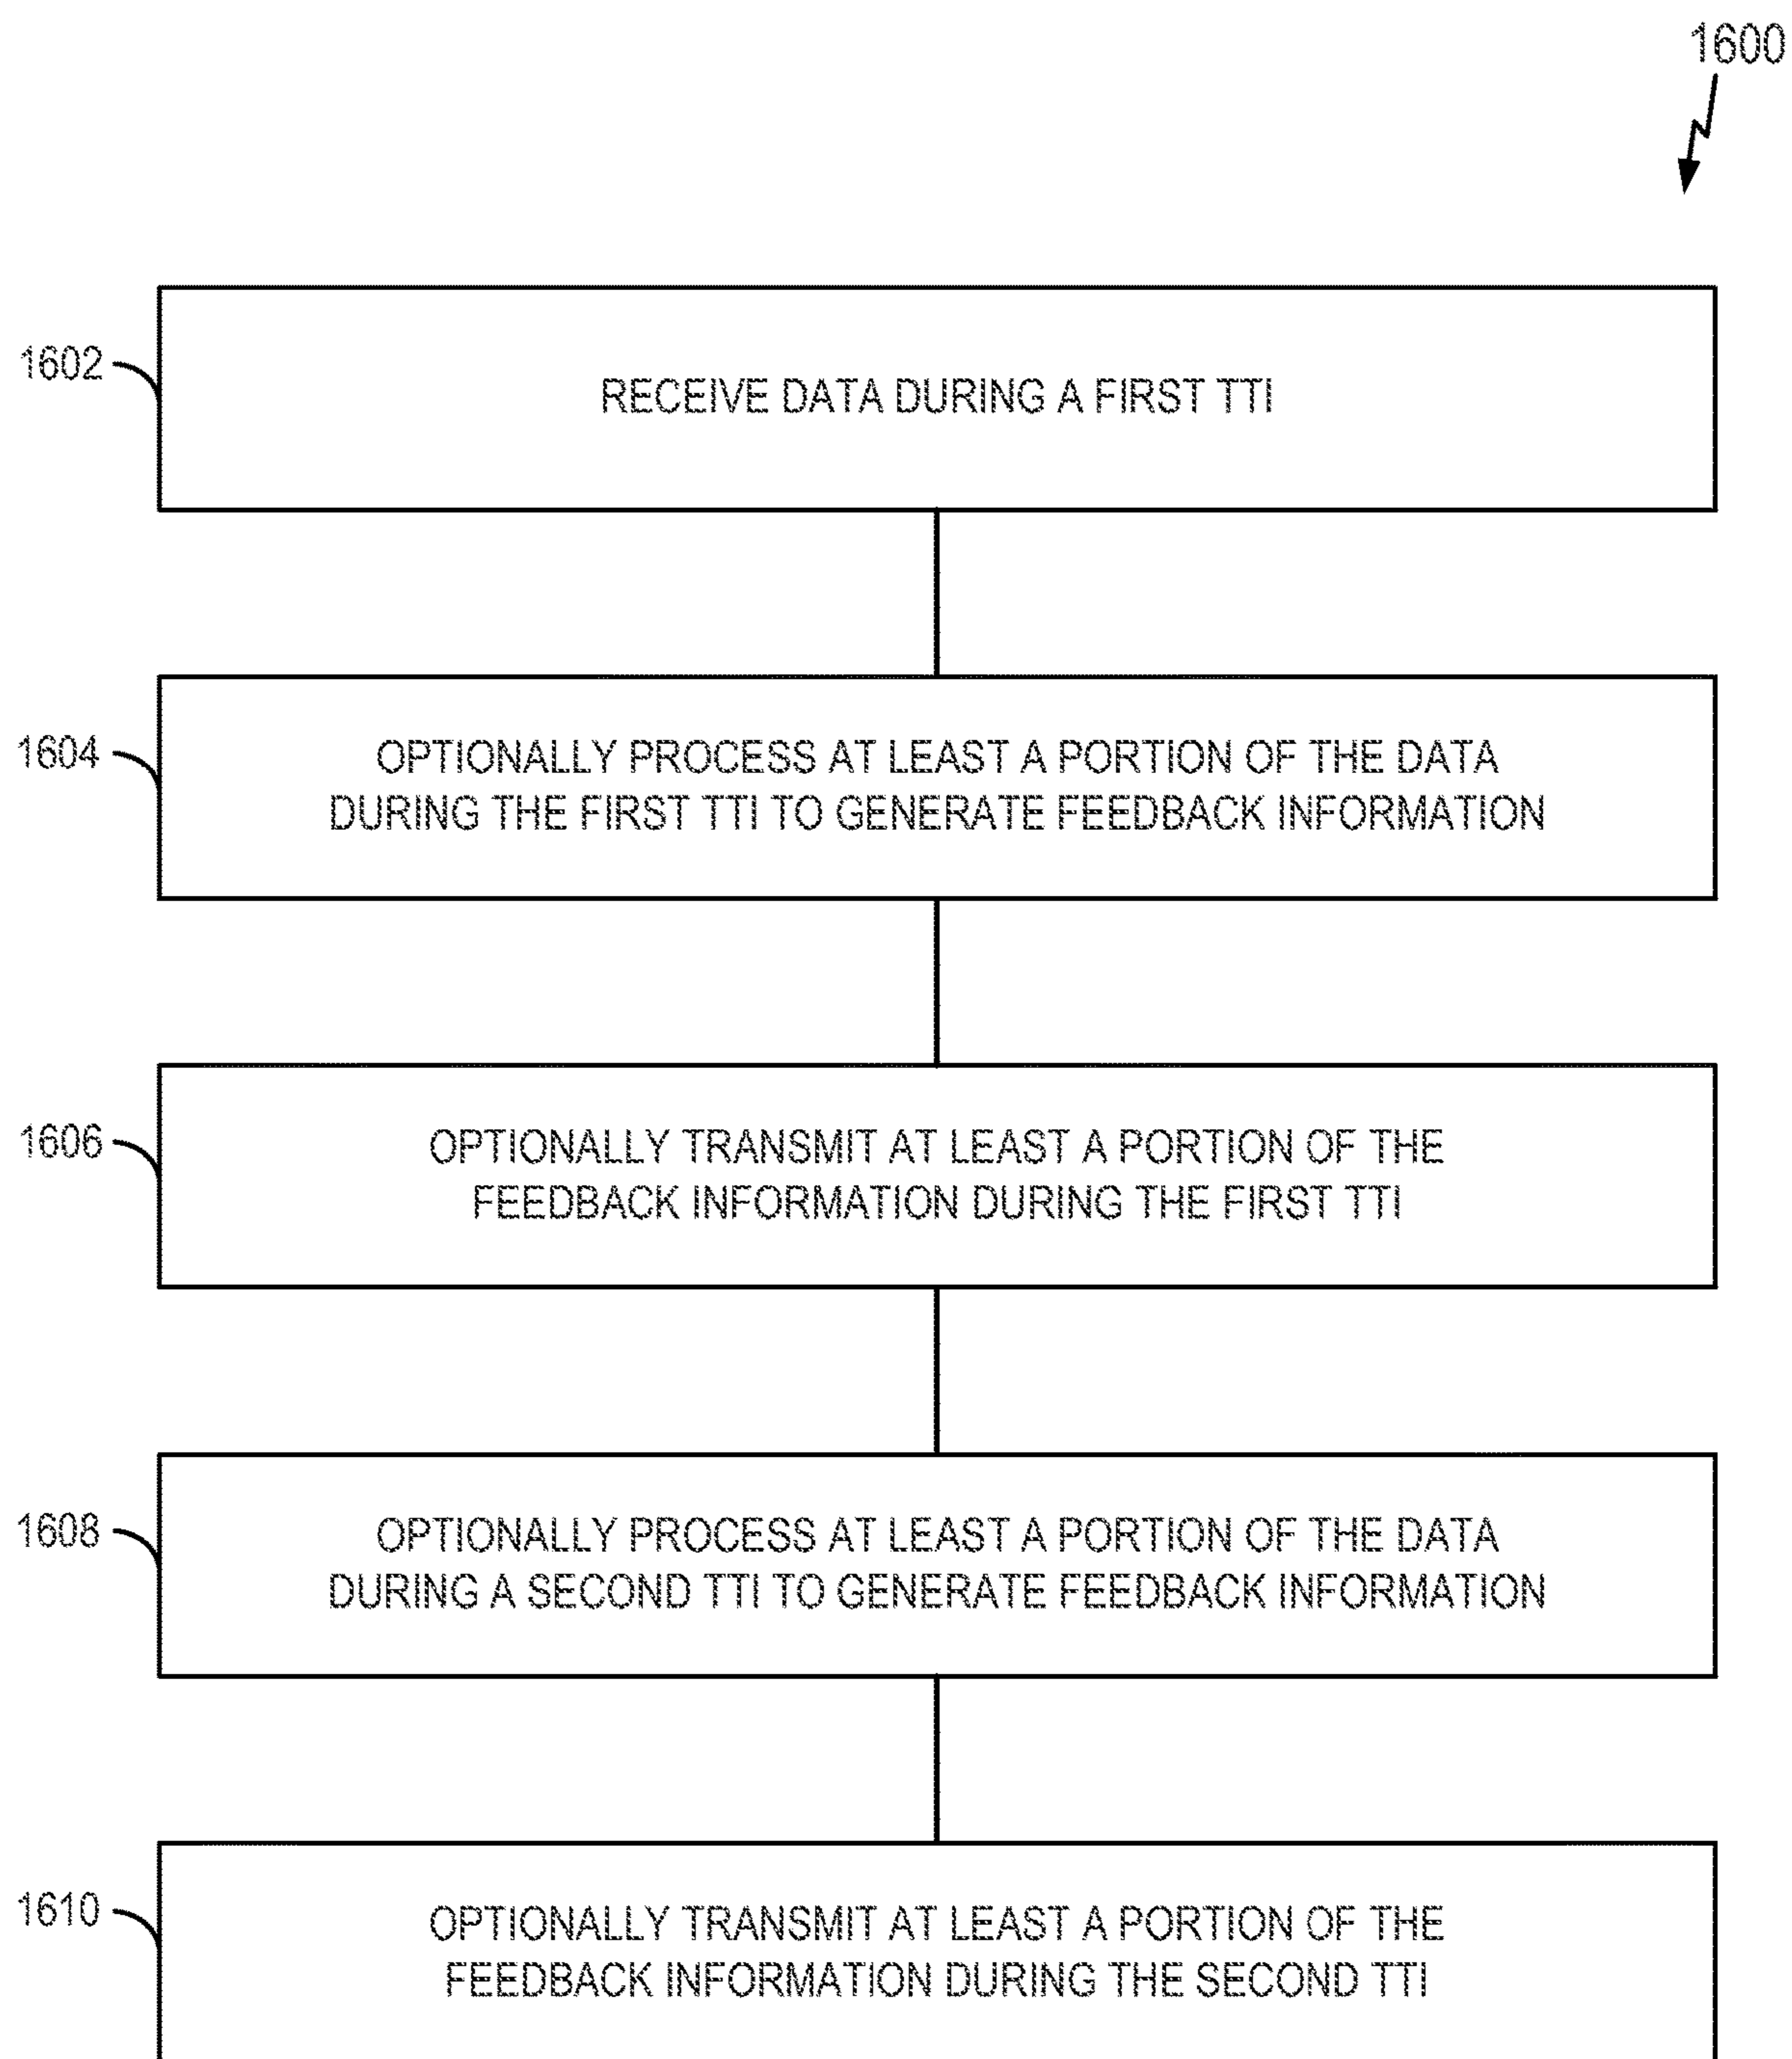 1600
1602
RECEIVE DATA DURING A FIRST TTI
1604
OPTIONALLY PROCESS AT LEAST A PORTION OF THE DATA
DURING THE FIRST TTI TO GENERATE FEEDBACK INFORMATION
1606
OPTIONALLY TRANSMIT AT LEAST A PORTION OF THE
FEEDBACK INFORMATION DURING THE FIRST TTI
1608
OPTIONALLY PROCESS AT LEAST A PORTION OF THE DATA
DURING A SECOND TTI TO GENERATE FEEDBACK INFORMATION
1610
OPTIONALLY TRANSMIT AT LEAST A PORTION OF THE
FEEDBACK INFORMATION DURING THE SECOND TTI